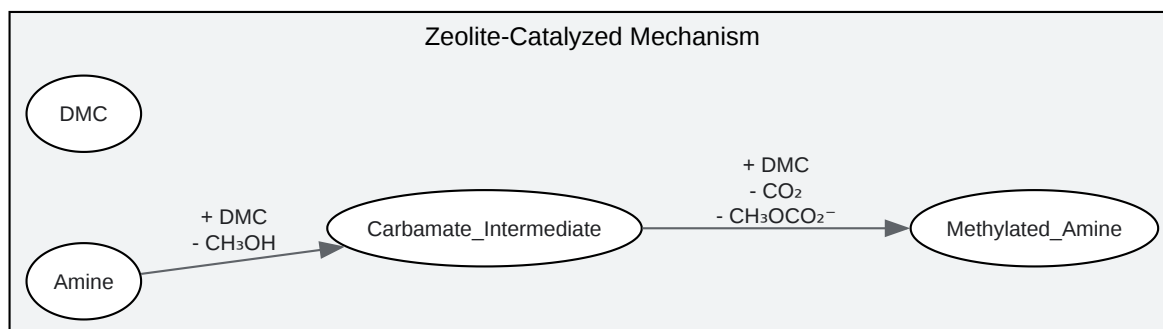 Zeolite-Catalyzed Mechanism
DMC
Amine
+ DMC
- CH₃OH
Carbamate_Intermediate
+ DMC
- CO₂
- CH₃OCO₂⁻
Methylated_Amine